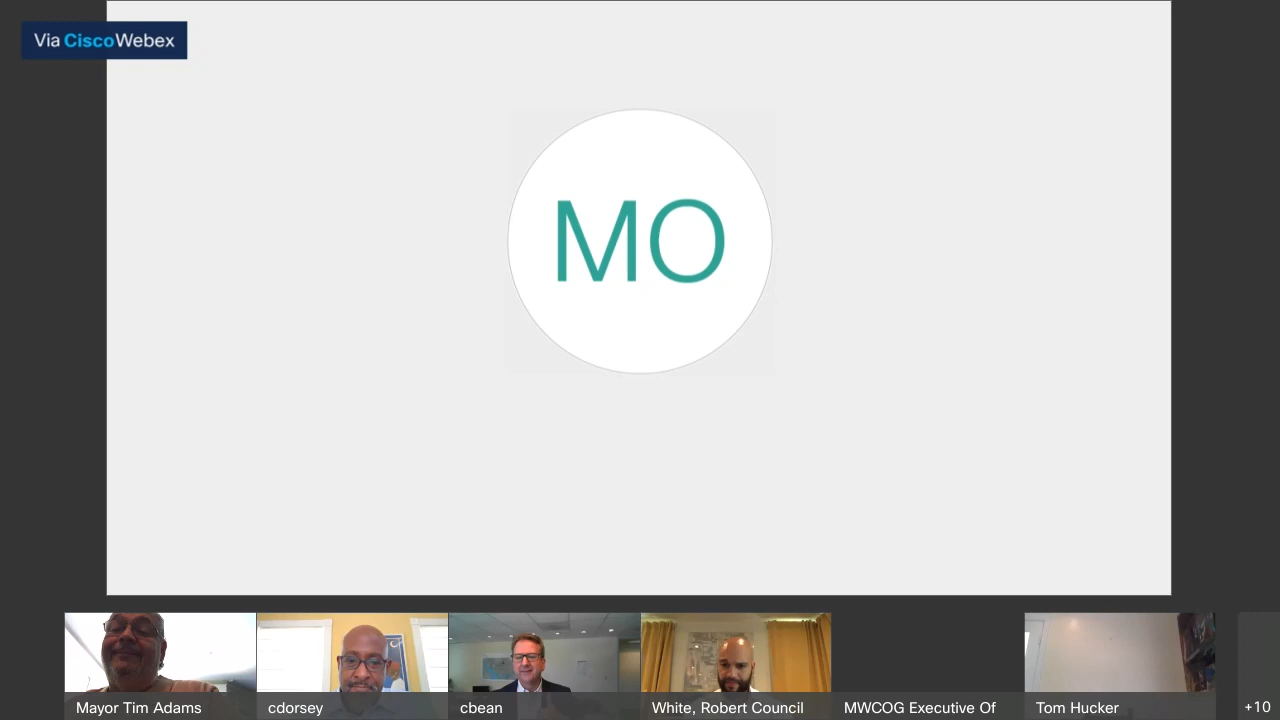 Via Cisco Webex
MO
Mayor Tim Adams
cdorsey
cbean
White, Robert Council
MWCOG Executive Of
Tom Hucker
+10